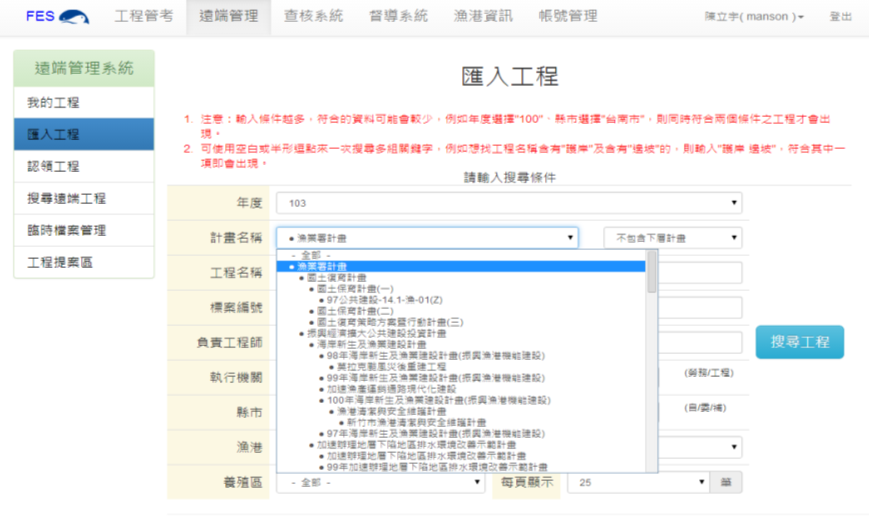 FES 工程管考 遠端管理 查核系統 督導系統 漁港資訊 帳號管理 陳立宇( manson ) 登出
遠端管理系統
我的工程
匯入工程
認領工程
搜尋遠端工程
臨時檔案管理
工程提案區
匯入工程
1. 注意：輸入條件越多，符合的資料可能會較少。例如年度選擇"100"、縣市選擇"台南市"，則同時符合兩個條件之工程才會出
現。
2. 可使用空白或半形逗點來一次搜尋多組關鍵字，例如想找工程名稱含有"護岸"及含有"邊坡"的，則輸入"護岸 邊坡"，符合其中一
項即會出現。
請輸入搜尋條件
年度 103
計畫名稱 ● 漁業署計畫 不包含下層計畫
- 全部 -
● 漁業署計畫
● 國土復育計畫
● 國土保育計畫(一)
● 97公共建設-14.1-漁-01(Z)
● 國土保育計畫(二)
● 國土復育策略方案暨行動計畫(三)
● 振興經濟擴大公共建設投資計畫
● 海岸新生及漁業建設計畫
● 98年海岸新生及漁業建設計畫(振興漁港機能建設)
● 莫拉克颱風災後重建工程
● 99年海岸新生及漁業建設計畫(振興漁港機能建設)
● 加速漁產運銷通路現代化建設
● 100年海岸新生及漁業建設計畫(振興漁港機能建設)
● 漁港清潔與安全維護計畫
● 新竹市漁港清潔與安全維護計畫
● 97年海岸新生及漁業建設計畫(振興漁港機能建設)
● 加速辦理地層下陷地區排水環境改善示範計畫
● 加速辦理地層下陷地區排水環境改善示範計畫
● 99年加速辦理地層下陷地區排水環境改善示範計畫
工程名稱
標案編號
負責工程師
搜尋工程
執行機關 (勞務/工程)
縣市 (自/委/補)
漁港
養殖區 - 全部 - 每頁顯示 25 筆